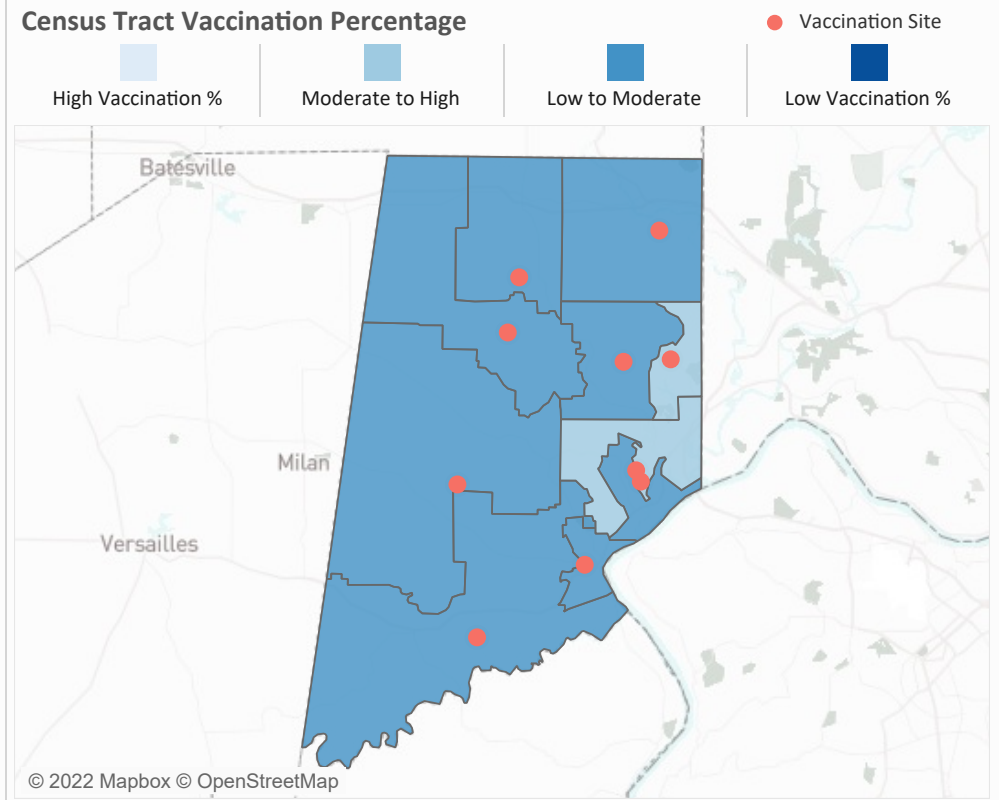 Census Tract Vaccination Percentage
Vaccination Site
High Vaccination %
Moderate to High
Low to Moderate
Low Vaccination %
Batesville
Milan
Versailles
© 2022 Mapbox © OpenStreetMap